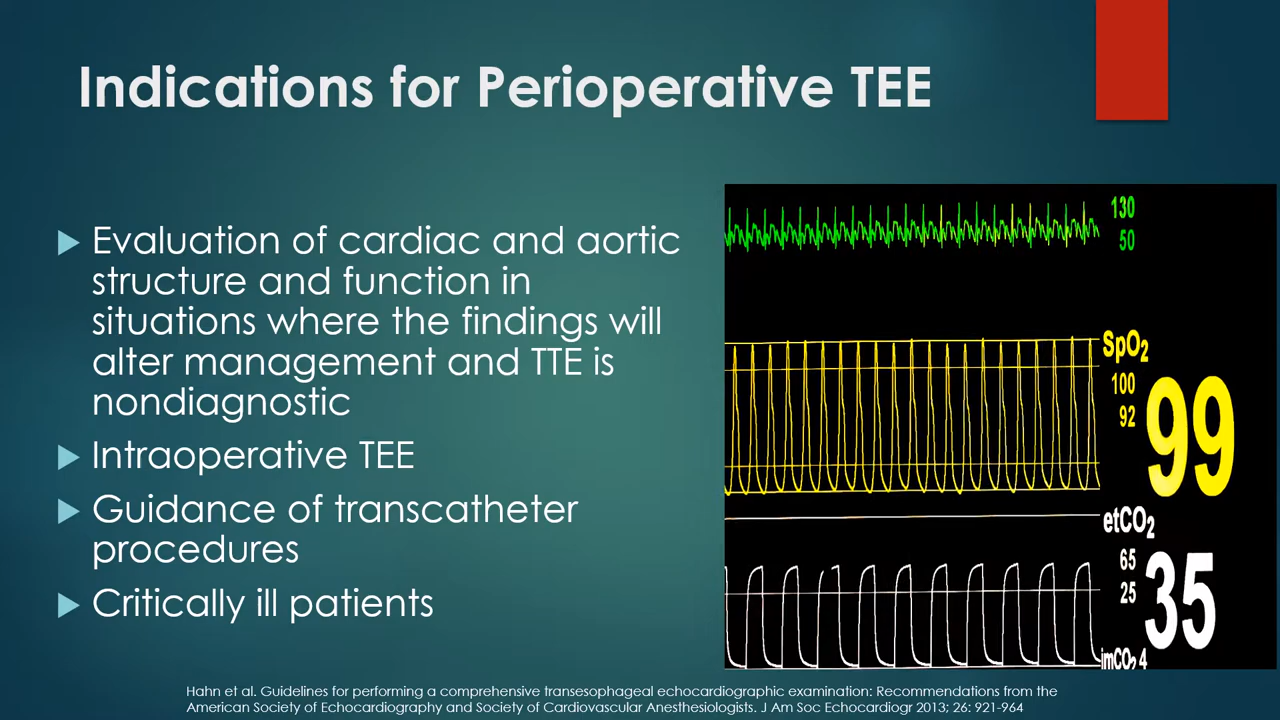 Indications for Perioperative TEE
Evaluation of cardiac and aortic
structure and function in
situations where the findings will
alter management and TTE is
nondiagnostic
Intraoperative TEE
Guidance of transcatheter
procedures
Critically ill patients
130
50
SpO2
100
92
99
etCO2
65
25
35
imCO2 4
Hahn et al. Guidelines for performing a comprehensive transesophageal echocardiographic examination: Recommendations from the
American Society of Echocardiography and Society of Cardiovascular Anesthesiologists. J Am Soc Echocardiogr 2013; 26: 921-964